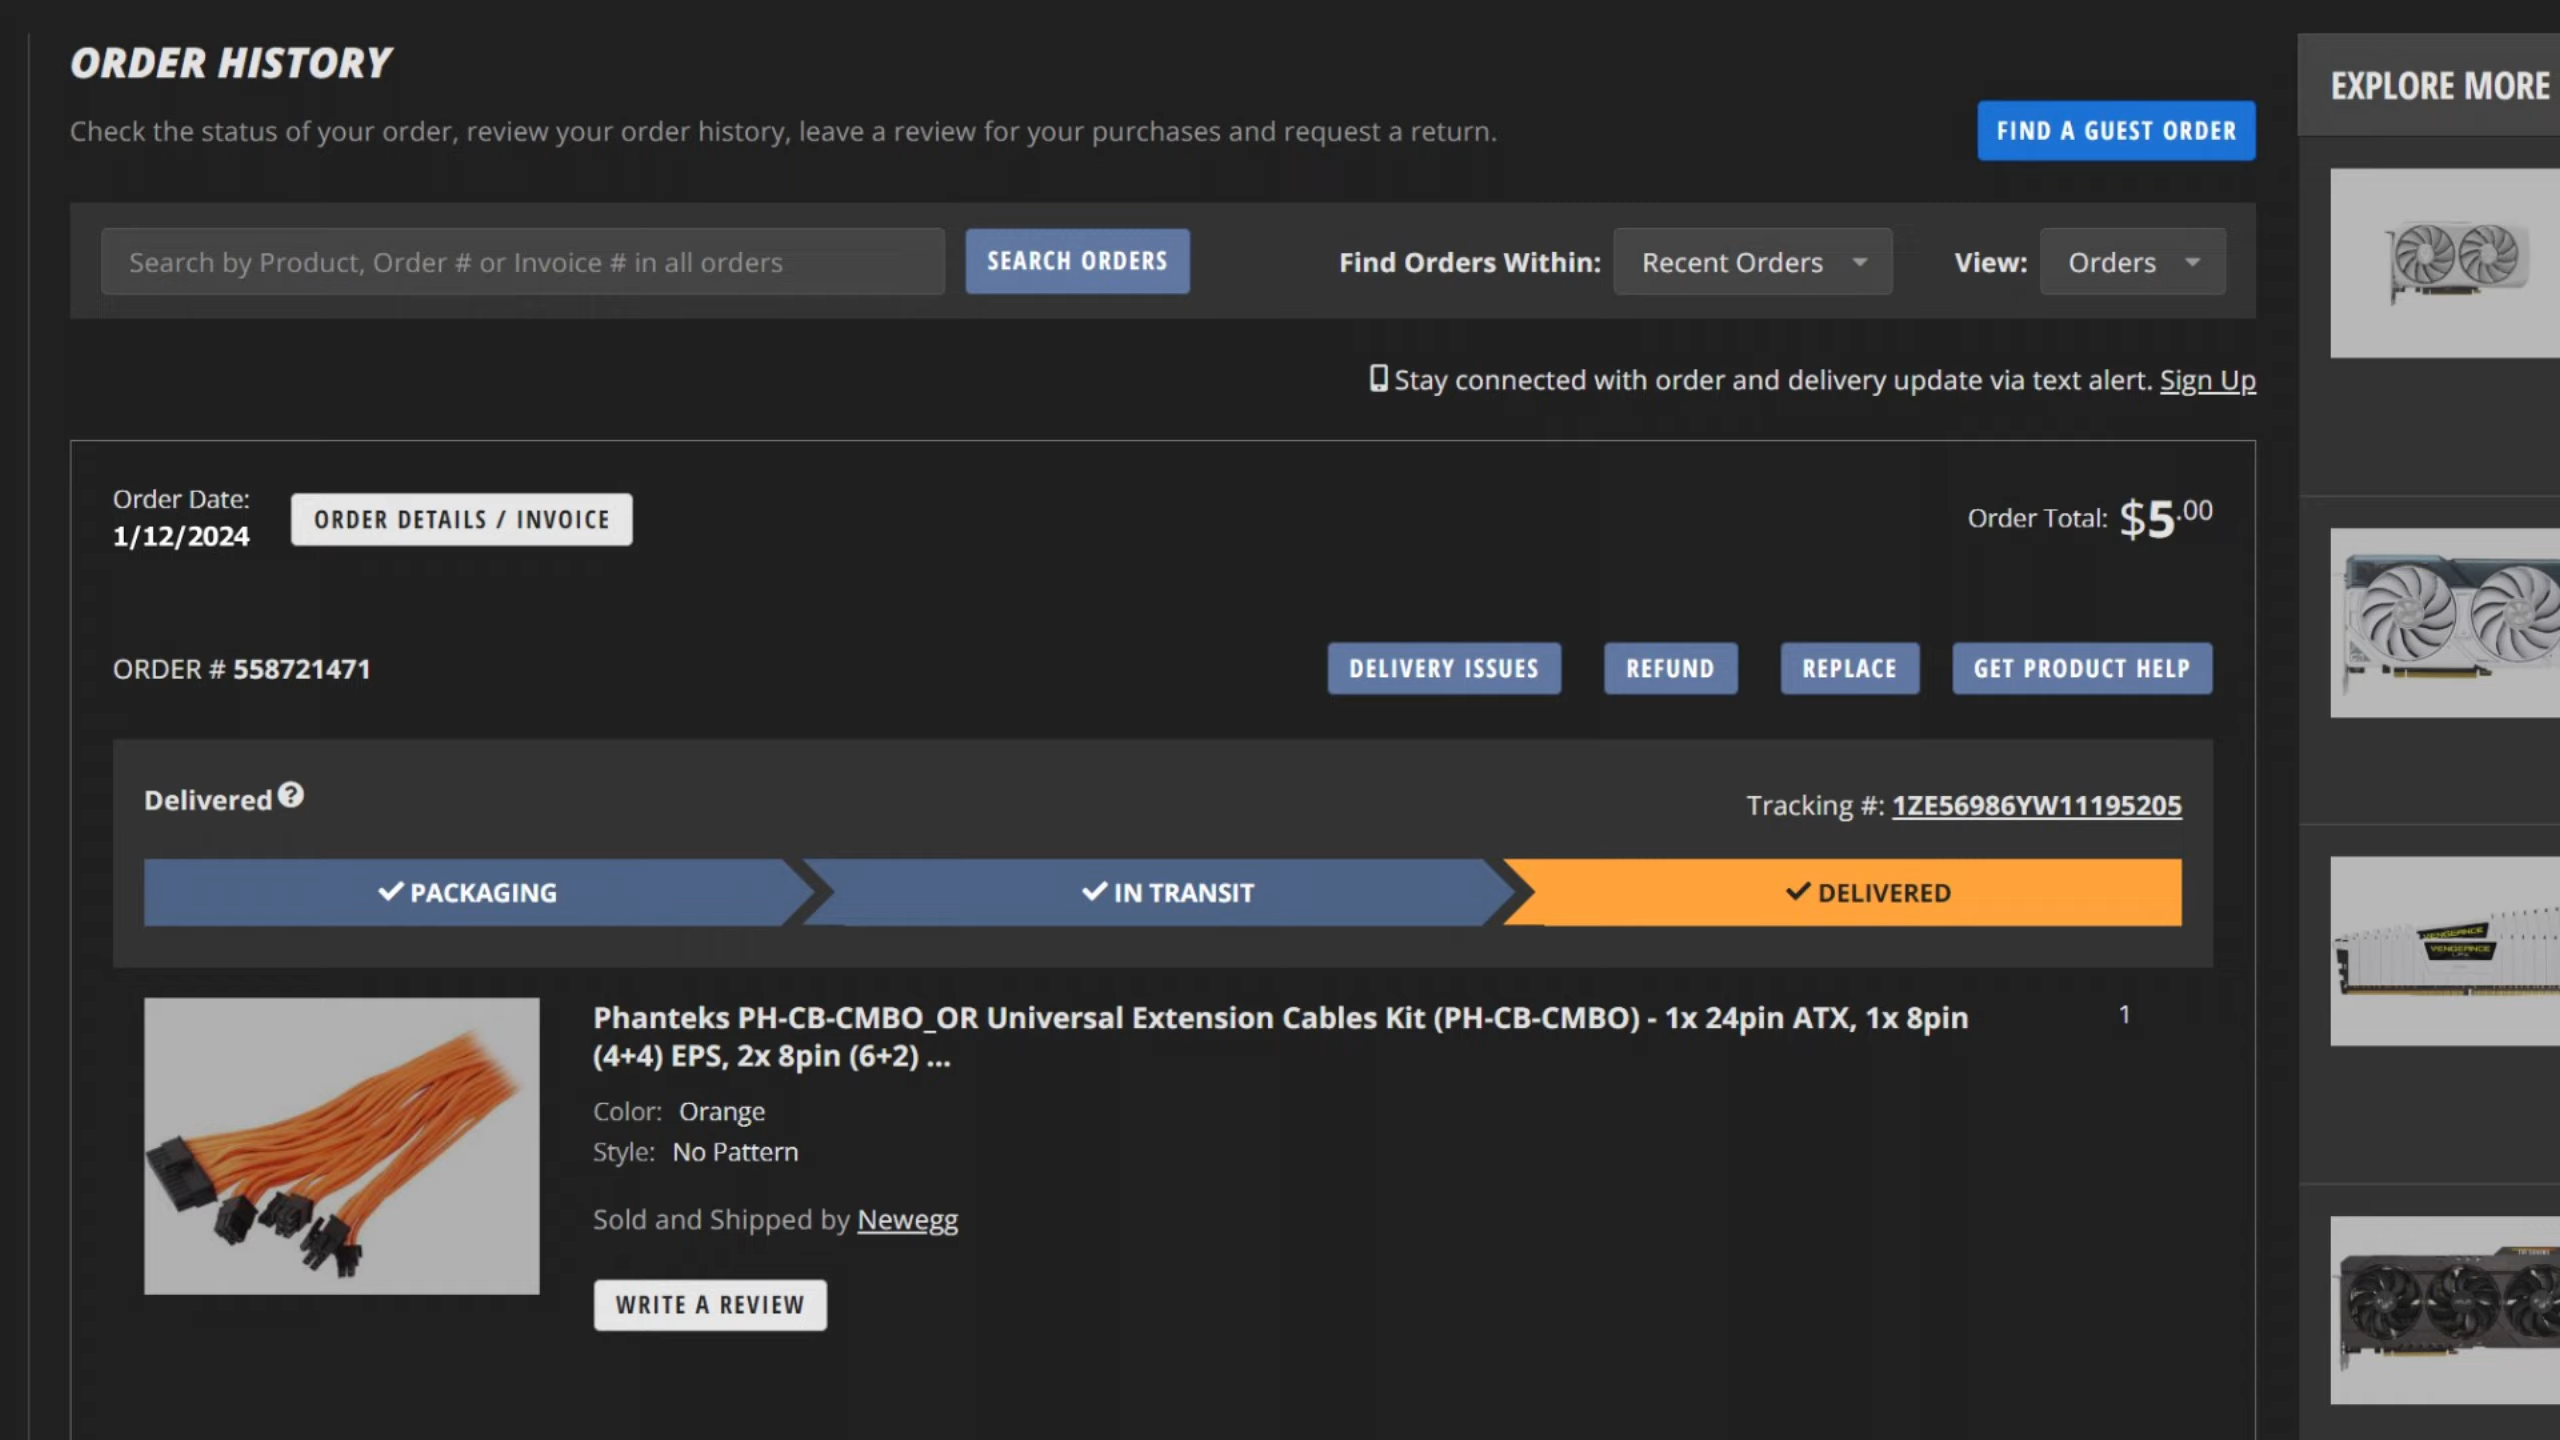 ORDER HISTORY
Check the status of your order, review your order history, leave a review for your purchases and request a return.
FIND A GUEST ORDER
EXPLORE MORE
Search by Product, Order # or Invoice # in all orders
SEARCH ORDERS
Find Orders Within: Recent Orders
View: Orders
Stay connected with order and delivery update via text alert. Sign Up
Order Date:
1/12/2024
ORDER DETAILS / INVOICE
Order Total: $5.00
ORDER # 558721471
DELIVERY ISSUES
REFUND
REPLACE
GET PRODUCT HELP
Delivered
Tracking #: 1ZE56986YW11195205
PACKAGING
IN TRANSIT
DELIVERED
Phanteks PH-CB-CMBO_OR Universal Extension Cables Kit (PH-CB-CMBO) - 1x 24pin ATX, 1x 8pin
(4+4) EPS, 2x 8pin (6+2) ...
1
Color: Orange
Style: No Pattern
Sold and Shipped by Newegg
WRITE A REVIEW
VENGEANCE
VENGEANCE